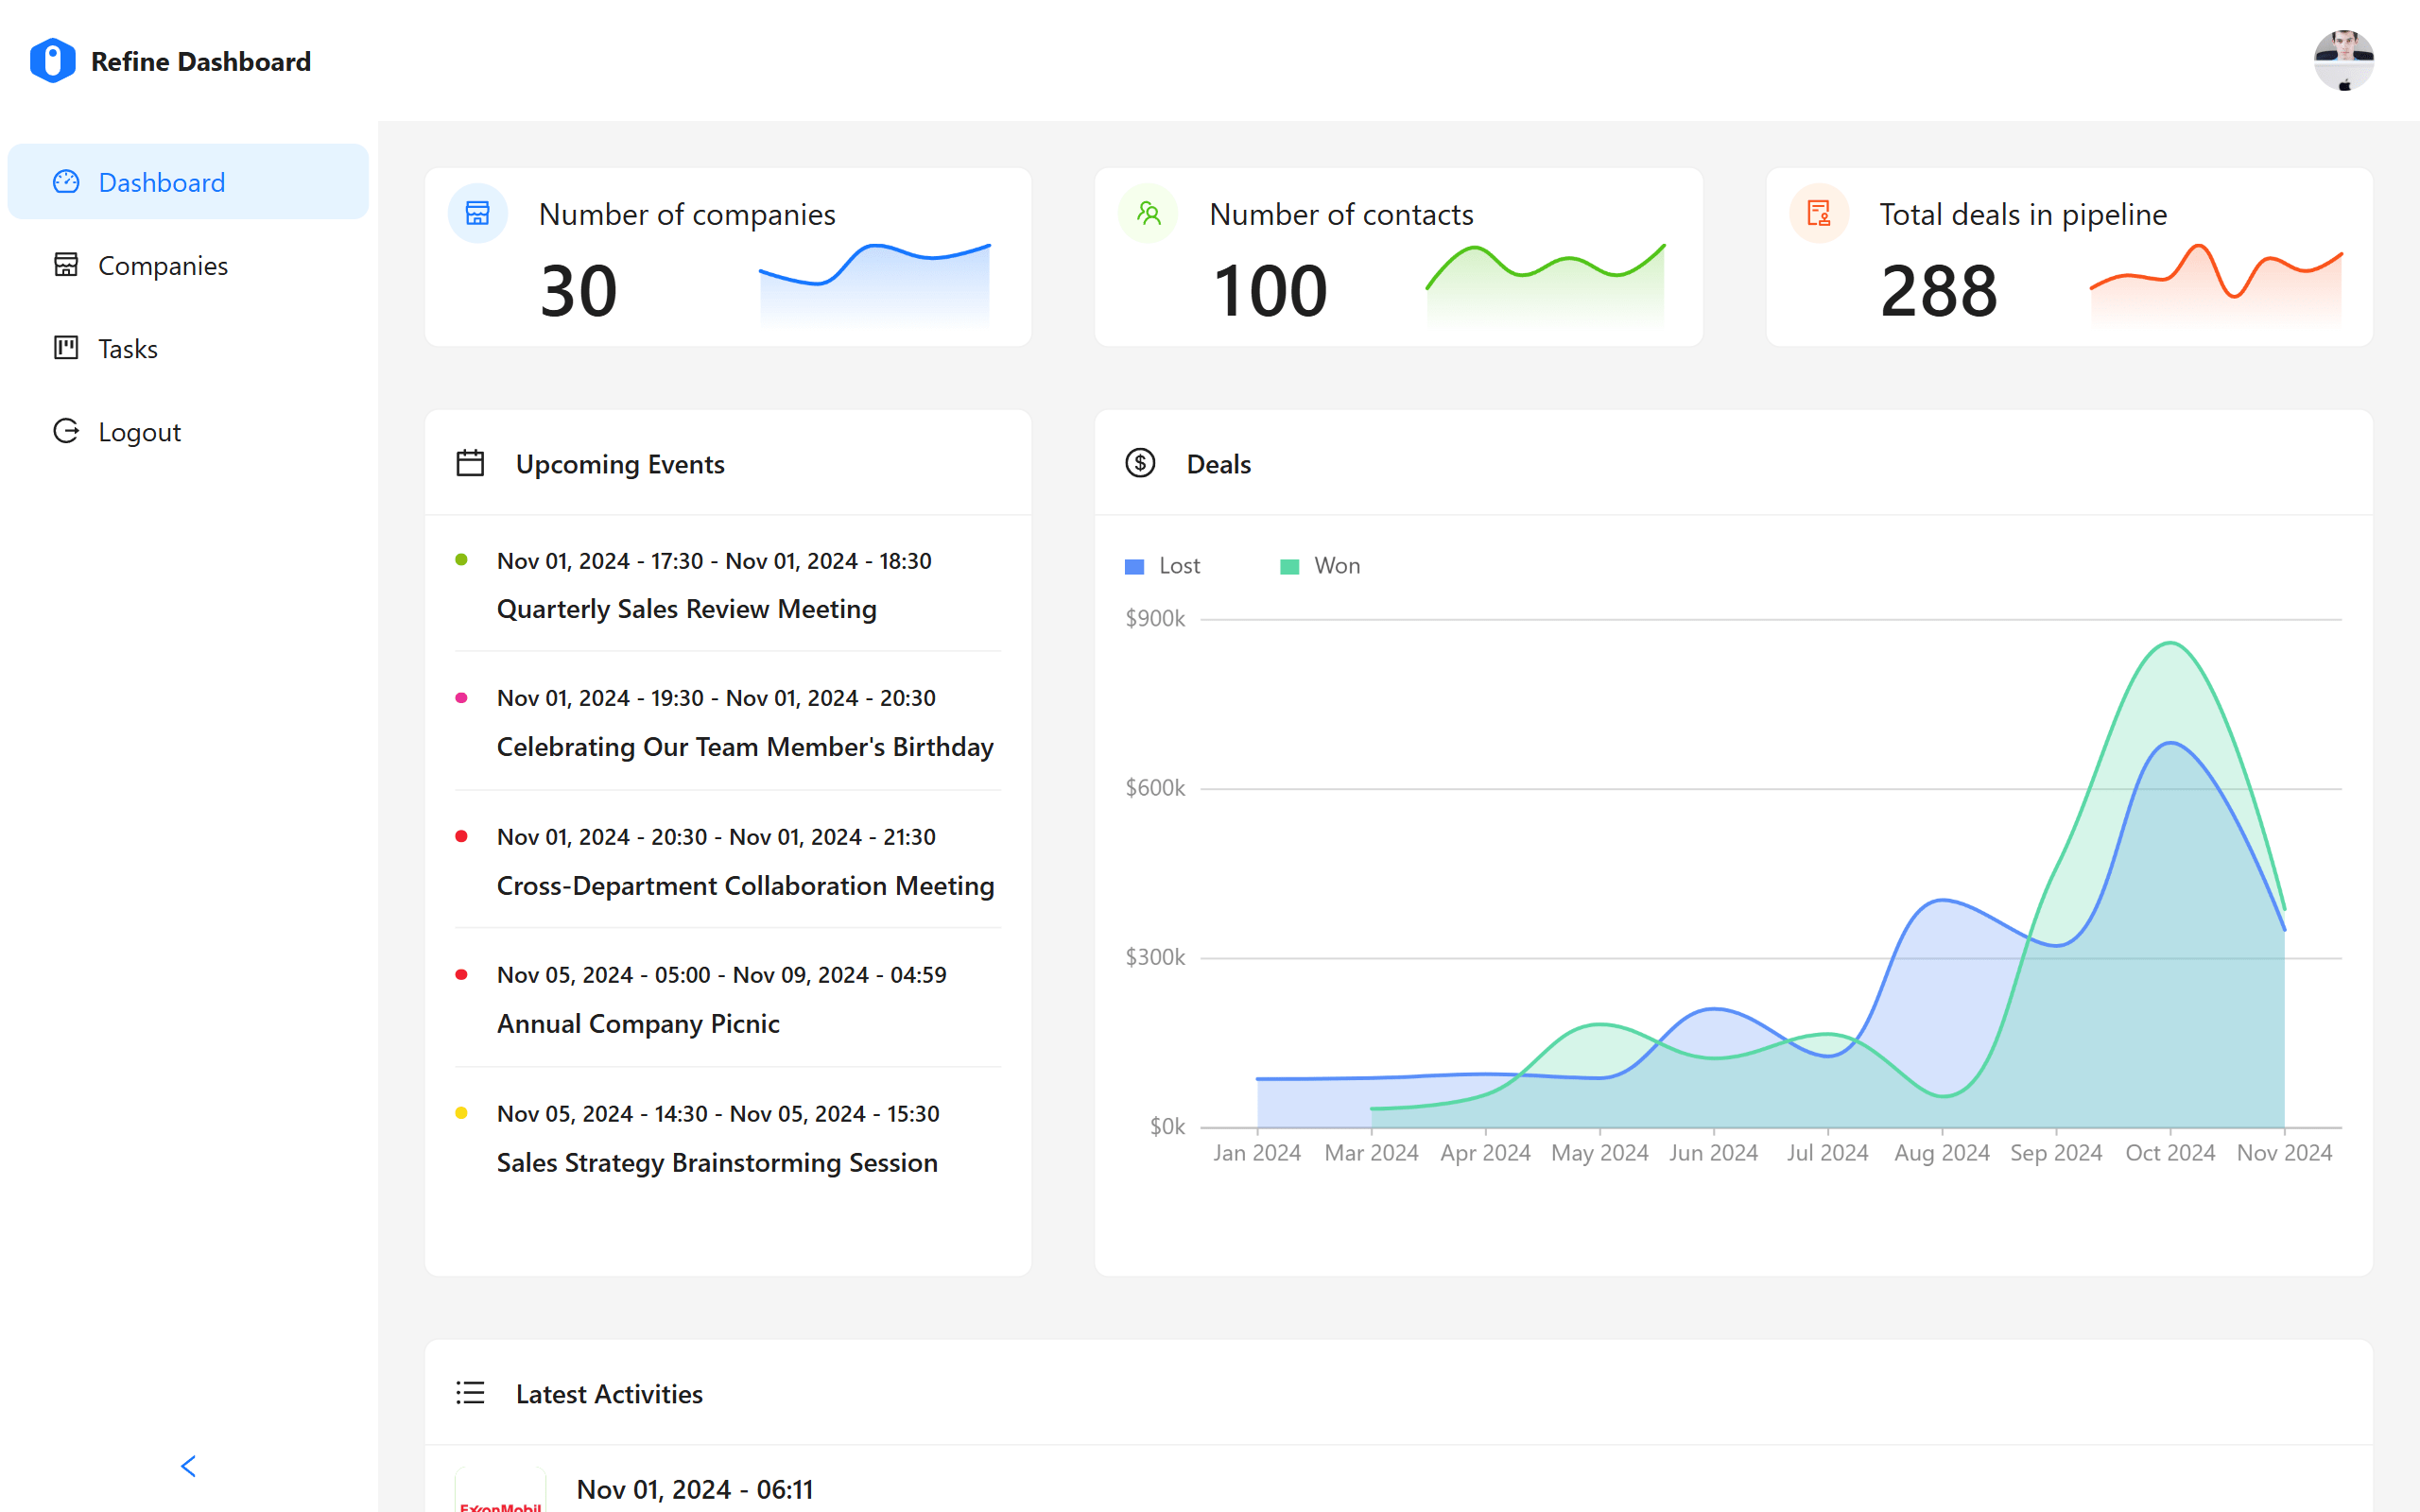 Refine Dashboard
Dashboard
Companies
Tasks
Logout
Number of companies
30
Number of contacts
100
Total deals in pipeline
288
Upcoming Events
Nov 01, 2024 - 17:30 - Nov 01, 2024 - 18:30
Quarterly Sales Review Meeting
Nov 01, 2024 - 19:30 - Nov 01, 2024 - 20:30
Celebrating Our Team Member's Birthday
Nov 01, 2024 - 20:30 - Nov 01, 2024 - 21:30
Cross-Department Collaboration Meeting
Nov 05, 2024 - 05:00 - Nov 09, 2024 - 04:59
Annual Company Picnic
Nov 05, 2024 - 14:30 - Nov 05, 2024 - 15:30
Sales Strategy Brainstorming Session
Deals
Lost Won
$900k
$600k
$300k
$0k
Jan 2024 Mar 2024 Apr 2024 May 2024 Jun 2024 Jul 2024 Aug 2024 Sep 2024 Oct 2024 Nov 2024
Latest Activities
Nov 01, 2024 - 06:11
ExxonMobil